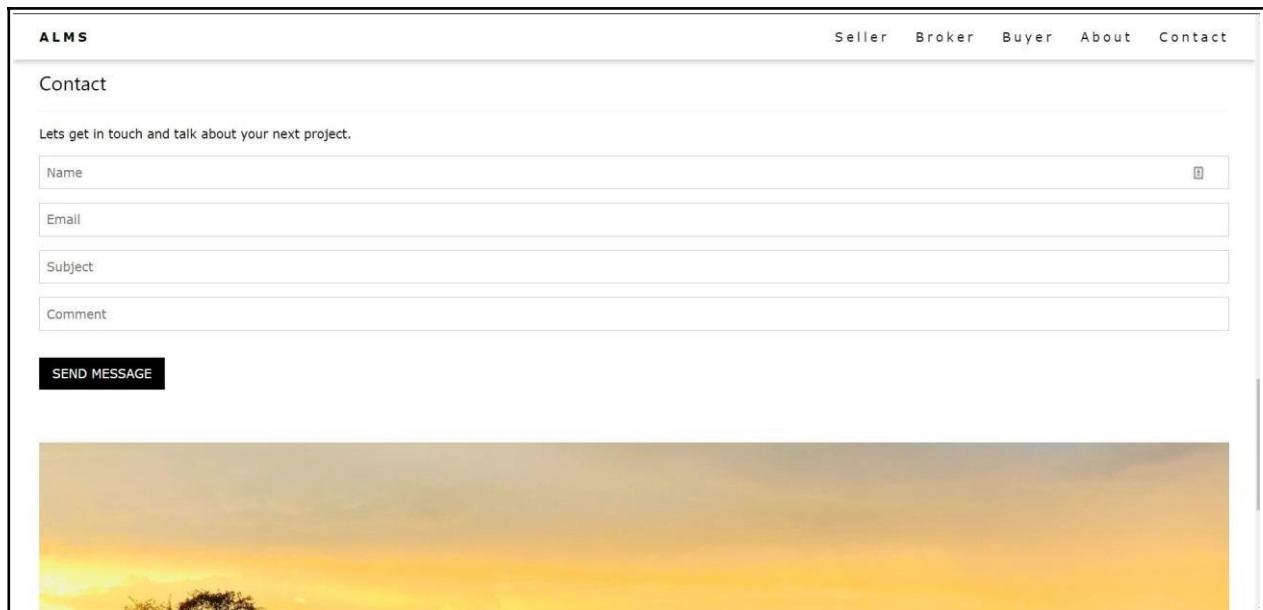 ALMS Seller Broker Buyer About Contact
Contact
Lets get in touch and talk about your next project.
Name
Email
Subject
Comment
SEND MESSAGE